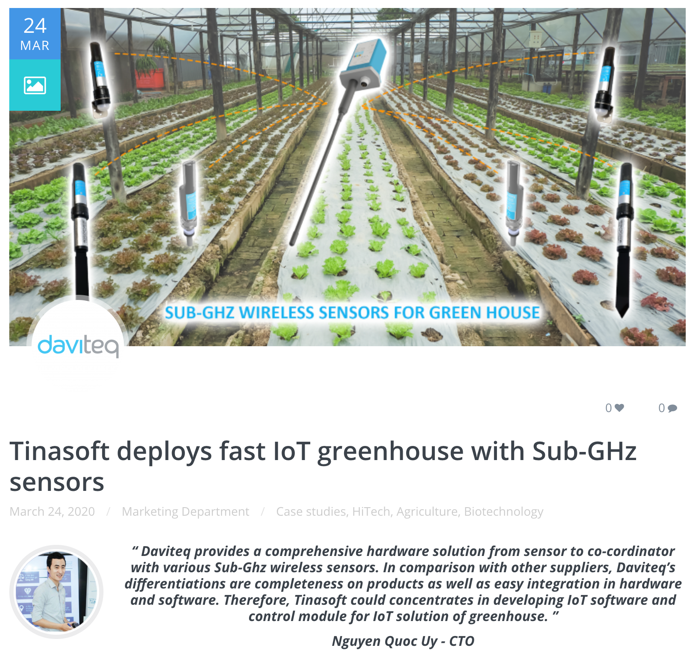 24
MAR
SUB-GHZ WIRELESS SENSORS FOR GREEN HOUSE
daviteq
0 0
Tinasoft deploys fast IoT greenhouse with Sub-GHz
sensors
March 24, 2020 / Marketing Department / Case studies, HiTech, Agriculture, Biotechnology
“ Daviteq provides a comprehensive hardware solution from sensor to co-cordinator
with various Sub-Ghz wireless sensors. In comparison with other suppliers, Daviteq's
differentiations are completeness on products as well as easy integration in hardware
and software. Therefore, Tinasoft could concentrates in developing IoT software and
control module for IoT solution of greenhouse. ”
Nguyen Quoc Uy - CTO